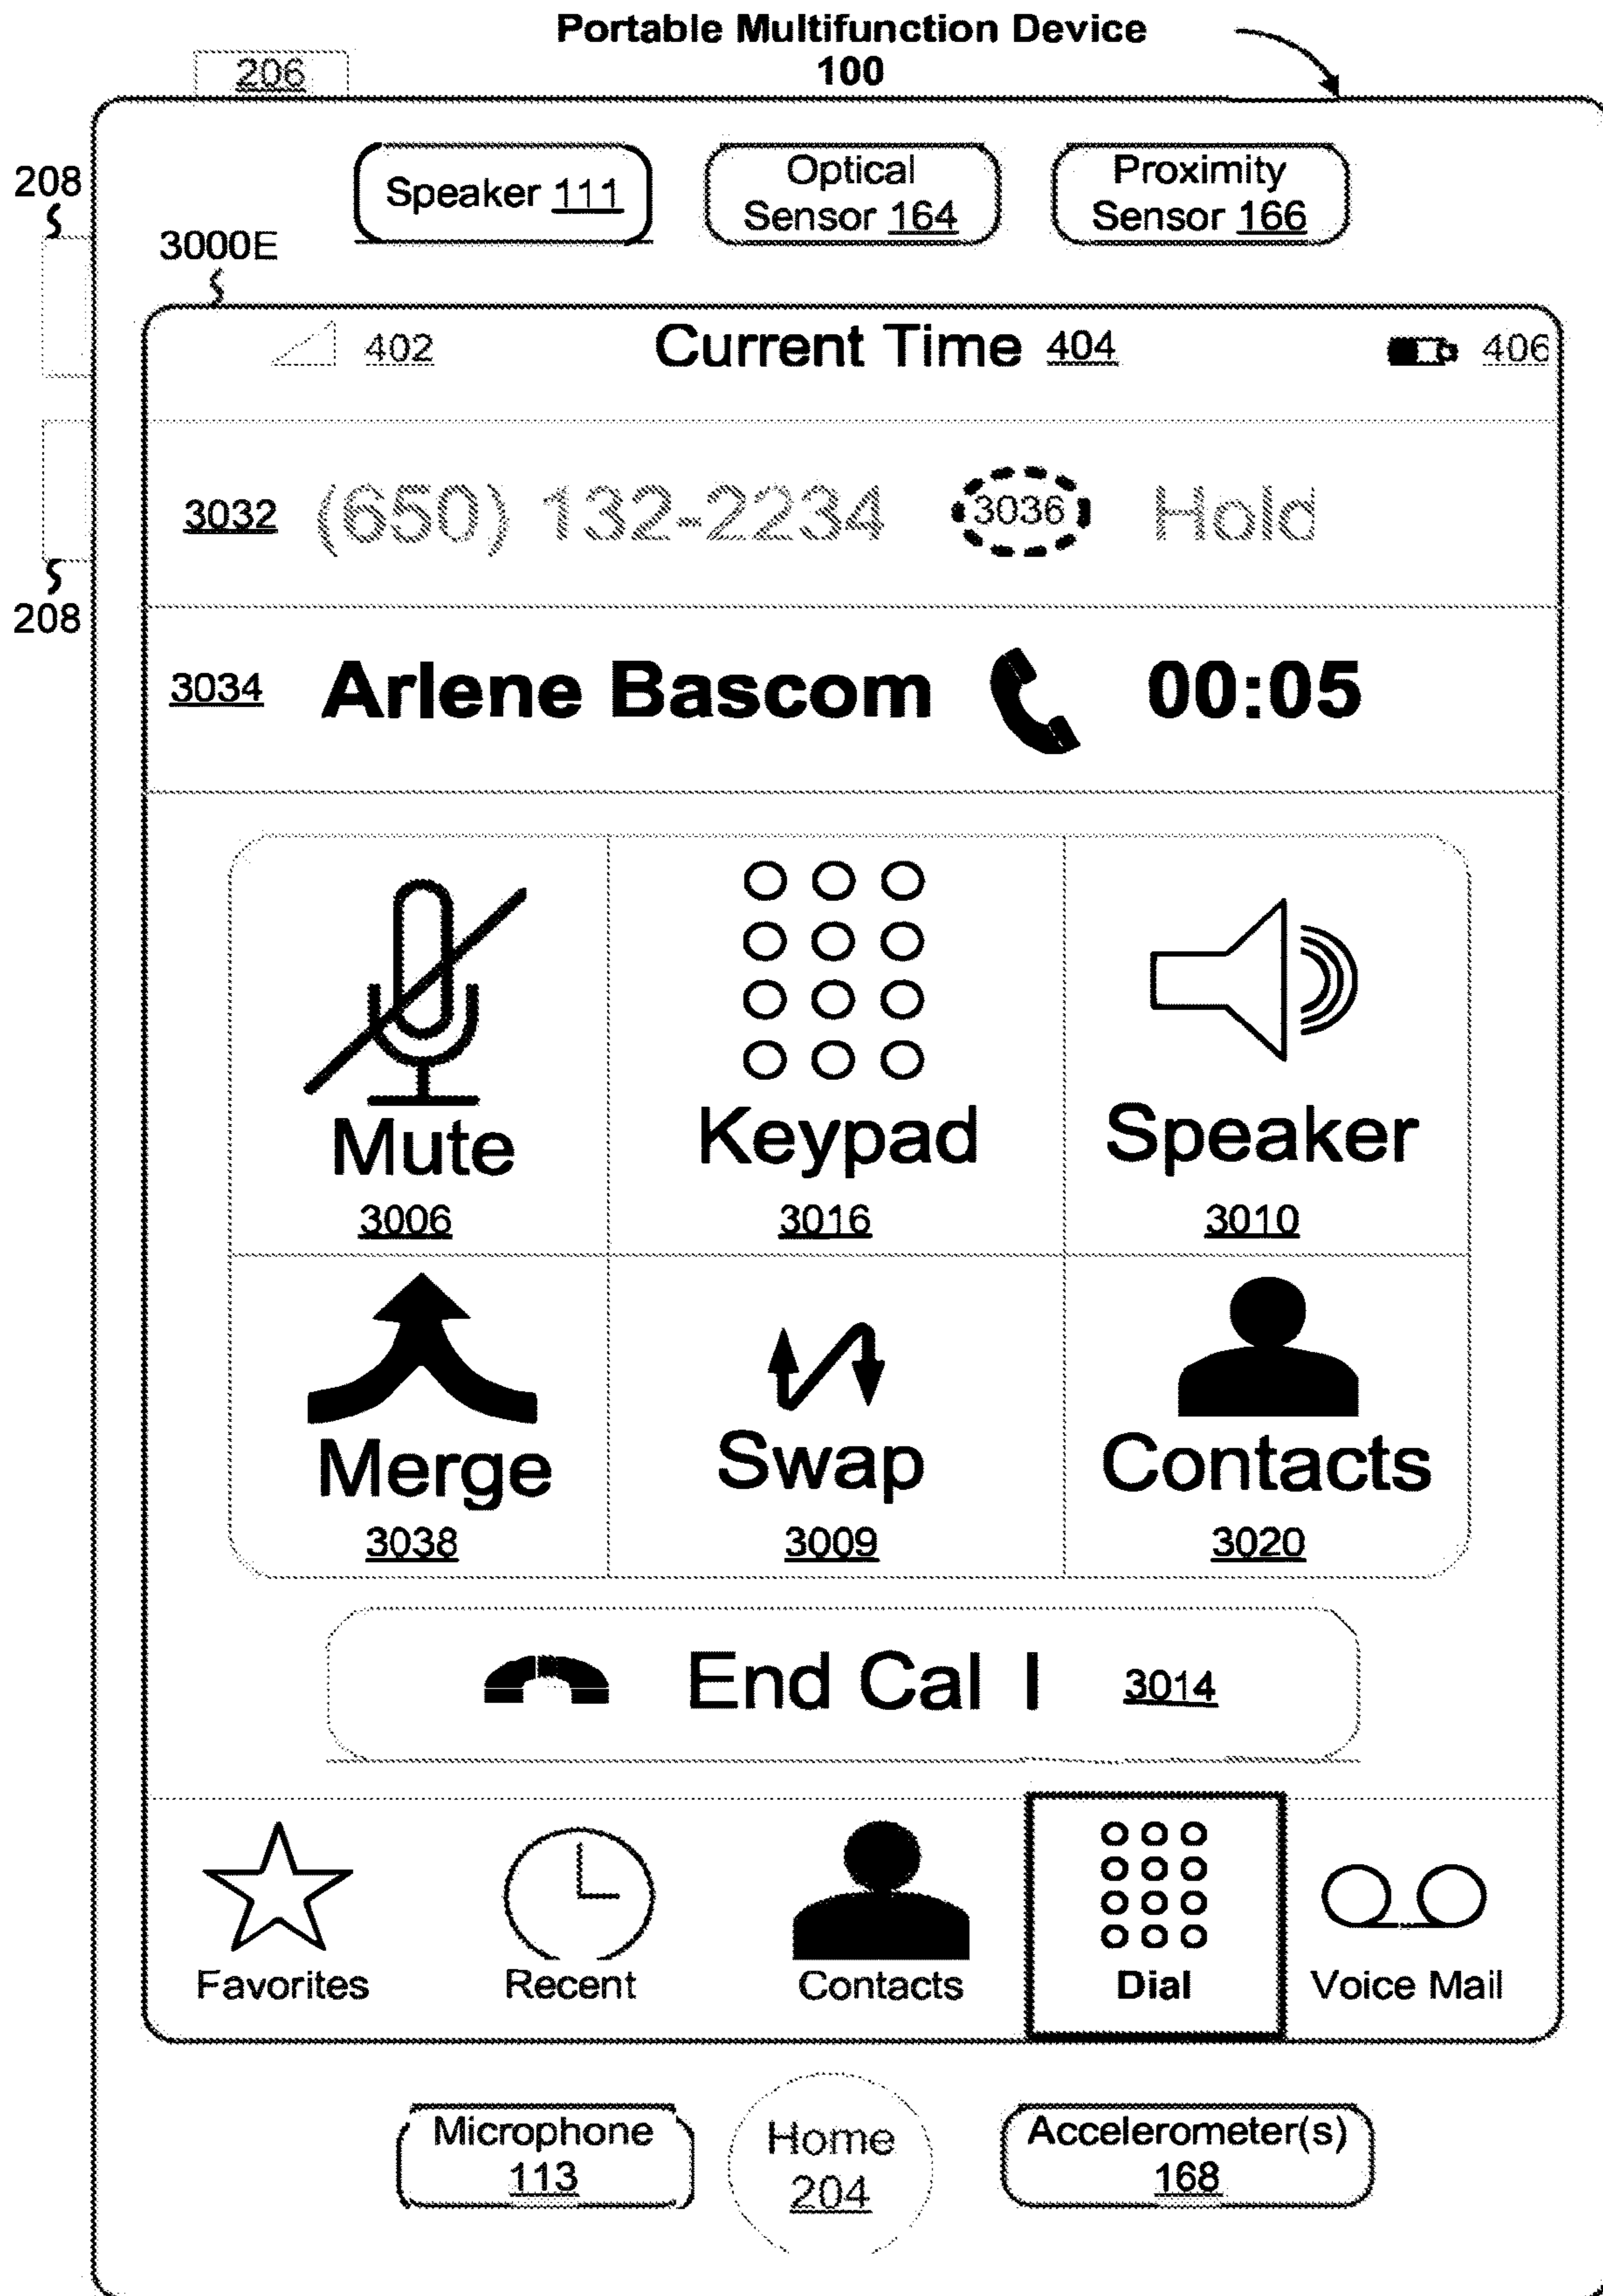 Portable Multifunction Device
100
206
208
Speaker 111
Optical
Sensor 164
Proximity
Sensor 166
3000E
402 Current Time 404 406
3032 (650) 132-2234 3036 Hold
208
3034 Arlene Bascom 00:05
Mute Keypad Speaker
3006 3016 3010
Merge Swap Contacts
3038 3009 3020
End Cal l 3014
Favorites Recent Contacts Dial Voice Mail
Microphone
113
Home
204
Accelerometer(s)
168